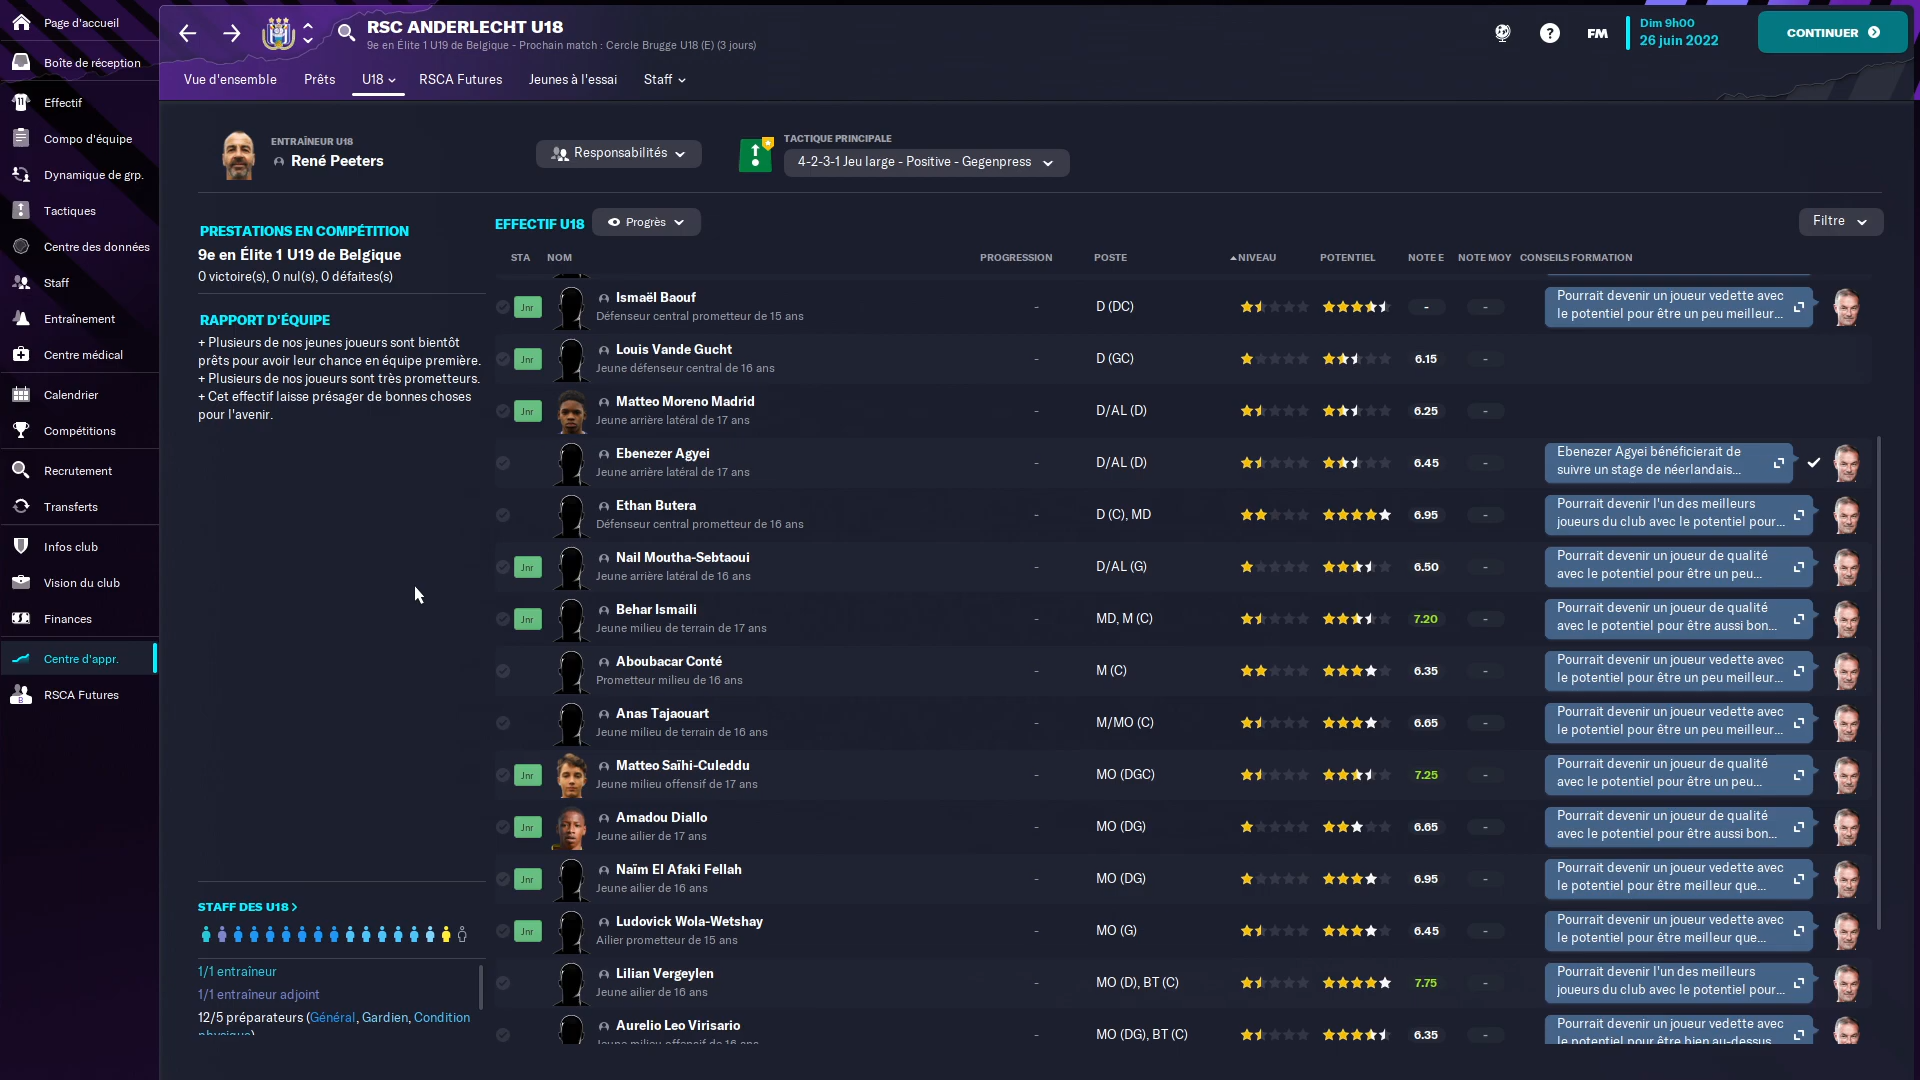 Page d'accueil
Boîte de réception
Effectif
Compo d'équipe
Dynamique de grp.
Tactiques
Centre des données
Staff
Entraînement
Centre médical
Calendrier
Compétitions
Recrutement
Transferts
Infos club
Vision du club
Finances
Centre d'appr.
RSCA Futures
RSC ANDERLECHT U18
9e en Élite 1 U19 de Belgique - Prochain match : Cercle Brugge U18 (E) (3 jours)
FM
Dim 9h00
26 juin 2022
CONTINUER
Vue d'ensemble Prêts U18 RSCA Futures Jeunes à l'essai Staff
ENTRAÎNEUR U18
René Peeters
Responsabilités
TACTIQUE PRINCIPALE
4-2-3-1 Jeu large - Positive - Gegenpress
PRESTATIONS EN COMPÉTITION
9e en Élite 1 U19 de Belgique
0 victoire(s), 0 nul(s), 0 défaites(s)
RAPPORT D'ÉQUIPE
+ Plusieurs de nos jeunes joueurs sont bientôt
prêts pour avoir leur chance en équipe première.
+ Plusieurs de nos joueurs sont très prometteurs.
+ Cet effectif laisse présager de bonnes choses
pour l'avenir.
STAFF DES U18 >
1/1 entraîneur
1/1 entraîneur adjoint
12/5 préparateurs (Général, Gardien, Condition
physique)
EFFECTIF U18 Progrès Filtre
STA NOM PROGRESSION POSTE NIVEAU POTENTIEL NOTE E NOTE MOY CONSEILS FORMATION
Jnr Ismaël Baouf - D (DC) - -
Défenseur central prometteur de 15 ans
Pourrait devenir un joueur vedette avec
le potentiel pour être un peu meilleur...
Jnr Louis Vande Gucht - D (GC) 6.15 -
Jeune défenseur central de 16 ans
Jnr Matteo Moreno Madrid - D/AL (D) 6.25 -
Jeune arrière latéral de 17 ans
Ebenezer Agyei - D/AL (D) 6.45 -
Jeune arrière latéral de 17 ans
Ebenezer Agyei bénéficierait de
suivre un stage de néerlandais...
Ethan Butera - D (C), MD 6.95 -
Défenseur central prometteur de 16 ans
Pourrait devenir l'un des meilleurs
joueurs du club avec le potentiel pour...
Jnr Nail Moutha-Sebtaoui - D/AL (G) 6.50 -
Jeune arrière latéral de 16 ans
Pourrait devenir un joueur de qualité
avec le potentiel pour être un peu...
Jnr Behar Ismaili - MD, M (C) 7.20 -
Jeune milieu de terrain de 17 ans
Pourrait devenir un joueur de qualité
avec le potentiel pour être aussi bon...
Aboubacar Conté - M (C) 6.35 -
Prometteur milieu de 16 ans
Pourrait devenir un joueur vedette avec
le potentiel pour être un peu meilleur...
Anas Tajaouart - M/MO (C) 6.65 -
Jeune milieu de terrain de 16 ans
Pourrait devenir un joueur vedette avec
le potentiel pour être un peu meilleur...
Jnr Matteo Saïhi-Culeddu - MO (DGC) 7.25 -
Jeune milieu offensif de 17 ans
Pourrait devenir un joueur de qualité
avec le potentiel pour être un peu...
Jnr Amadou Diallo - MO (DG) 6.65 -
Jeune ailier de 17 ans
Pourrait devenir un joueur de qualité
avec le potentiel pour être aussi bon...
Jnr Naïm El Afaki Fellah - MO (DG) 6.95 -
Jeune ailier de 16 ans
Pourrait devenir un joueur vedette avec
le potentiel pour être meilleur que...
Jnr Ludovick Wola-Wetshay - MO (G) 6.45 -
Ailier prometteur de 15 ans
Pourrait devenir un joueur vedette avec
le potentiel pour être meilleur que...
Lilian Vergeylen - MO (D), BT (C) 7.75 -
Jeune ailier de 16 ans
Pourrait devenir l'un des meilleurs
joueurs du club avec le potentiel pour...
Aurelio Leo Virisario - MO (DG), BT (C) 6.35 -
Jeune milieu offensif de 16 ans
Pourrait devenir un joueur vedette avec
le potentiel pour être bien au-dessus